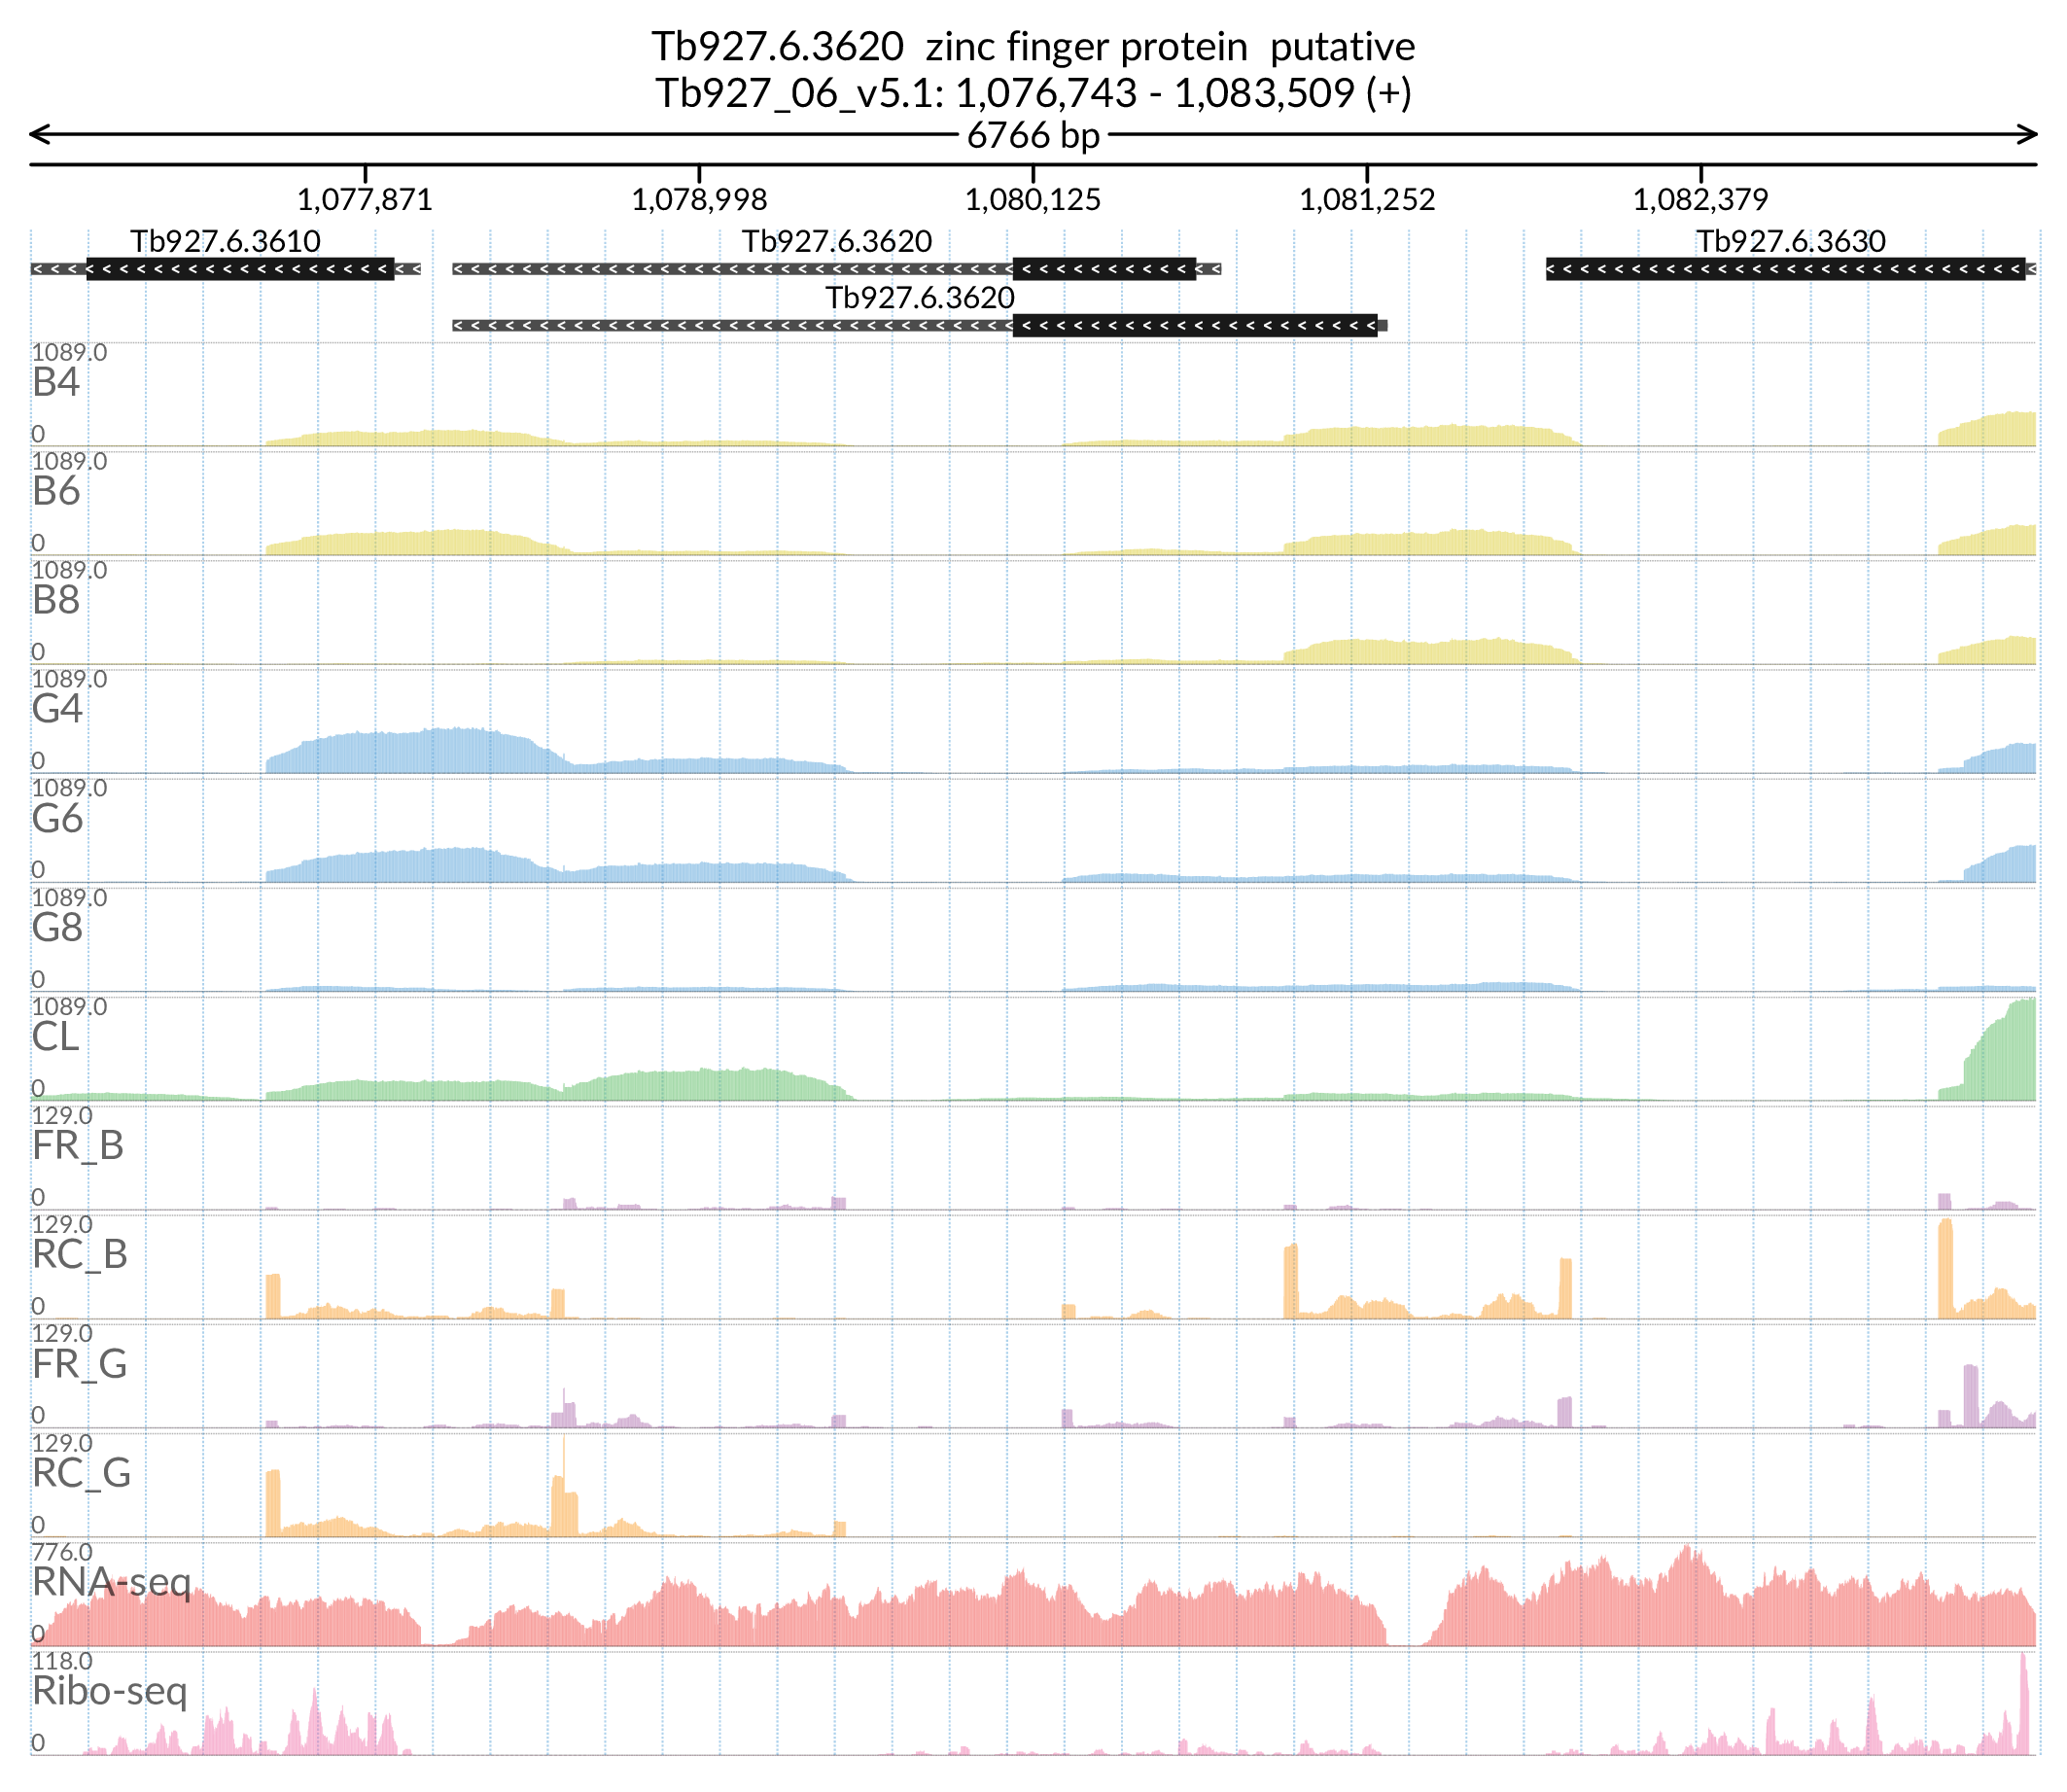 Tb927.6.3620  zinc finger protein  putative
Tb927_06_v5.1: 1,076,743 - 1,083,509 (+)
6766 bp
1,077,871 1,078,998 1,080,125 1,081,252 1,082,379
Tb927.6.3610 Tb927.6.3620 Tb927.6.3630
Tb927.6.3620
1089.0
B4
0
1089.0
B6
0
1089.0
B8
0
1089.0
G4
0
1089.0
G6
0
1089.0
G8
0
1089.0
CL
0
129.0
FR_B
0
129.0
RC_B
0
129.0
FR_G
0
129.0
RC_G
0
776.0
RNA-seq
0
118.0
Ribo-seq
0